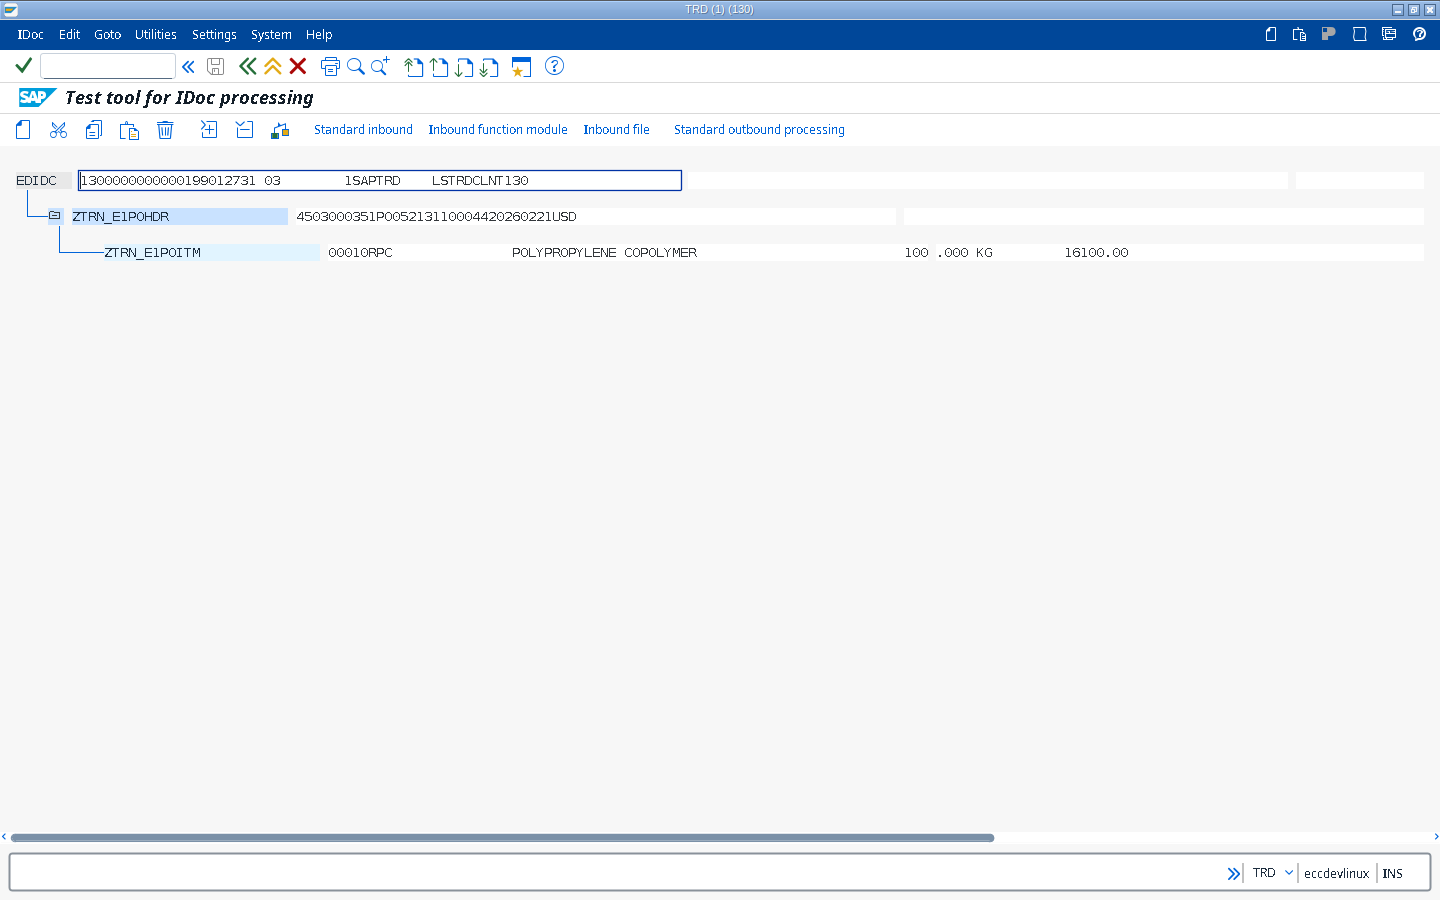 TRD (1) (130)
IDoc Edit Goto Utilities Settings System Help
SAP Test tool for IDoc processing
Standard inbound Inbound function module Inbound file Standard outbound processing
EDIDC 1300000000000199012731 03 1SAPTRD LSTRDCLNT130
ZTRN_E1POHDR 4503000351PO05213110004420260221USD
ZTRN_E1POITM 00010RPC POLYPROPYLENE COPOLYMER 100 .000 KG 16100.00
TRD eccdevlinux INS